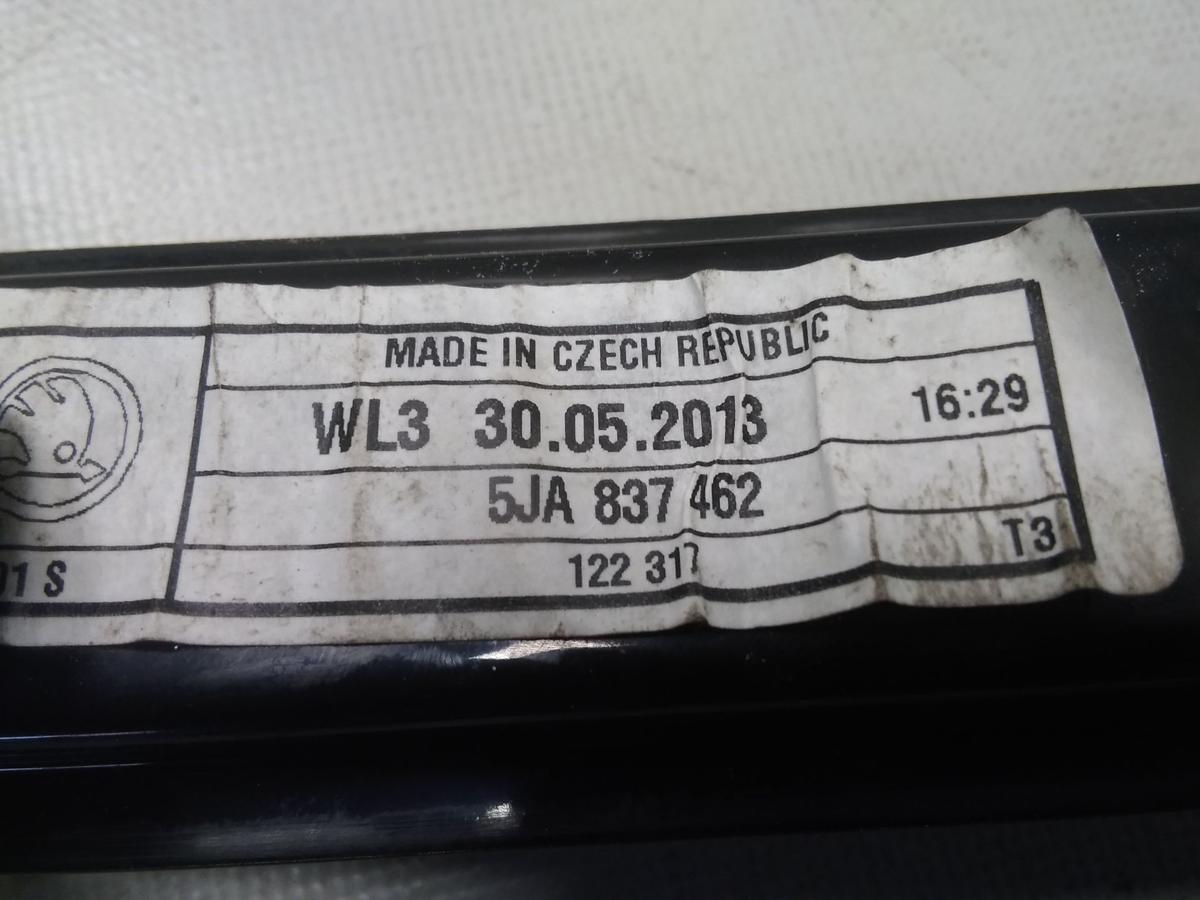 MADE IN CZECH REPUBLIC
WL3 30.05.2013 16:29
5JA 837 462
01 S
122 317
T3